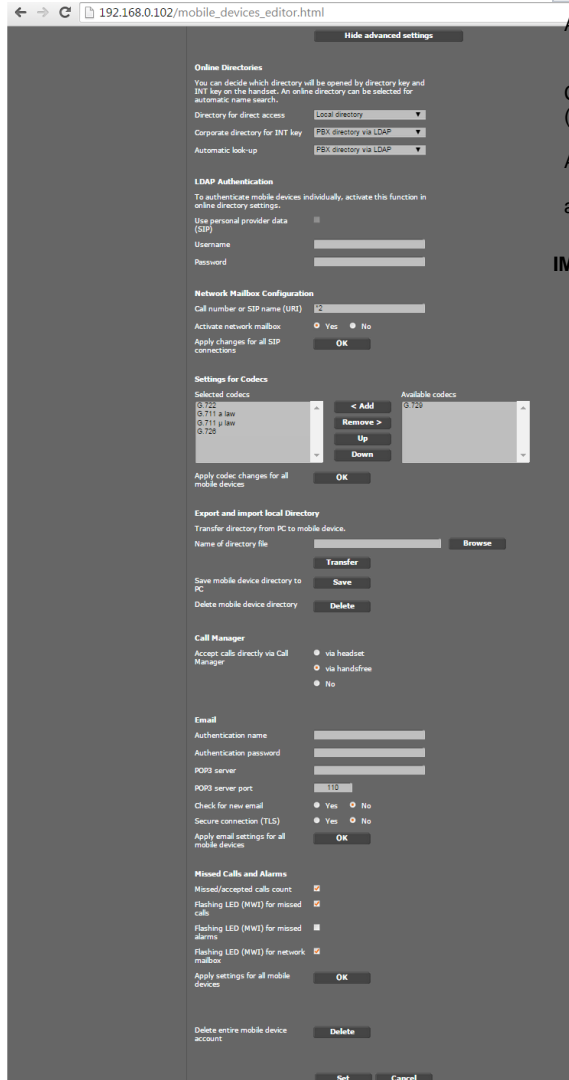 192.168.0.102/mobile_devices_editor.html
Hide advanced settings
Online Directories
You can decide which directory will be opened by directory key and
INT key on the handset. An online directory can be selected for
automatic name search.
Directory for direct access Local directory
Corporate directory for INT key PBX directory via LDAP
Automatic look-up PBX directory via LDAP
LDAP Authentication
To authenticate mobile devices individually, activate this function in
online directory settings.
Use personal provider data
(SIP)
Username
Password
Network Mailbox Configuration
Call number or SIP name (URI) *2
Activate network mailbox Yes No
Apply changes for all SIP
connections
OK
Settings for Codecs
Selected codecs Available codecs
G.722
G.711 a law
G.711 µ law
G.726
< Add
Remove >
Up
Down
G.729
Apply codec changes for all
mobile devices
OK
Export and import local Directory
Transfer directory from PC to mobile device.
Name of directory file Browse
Transfer
Save mobile device directory to
PC
Save
Delete mobile device directory Delete
Call Manager
Accept calls directly via Call
Manager
via headset
via handsfree
No
Email
Authentication name
Authentication password
POP3 server
POP3 server port 110
Check for new email Yes No
Secure connection (TLS) Yes No
Apply email settings for all
mobile devices
OK
Missed Calls and Alarms
Missed/accepted calls count
Flashing LED (MWI) for missed
calls
Flashing LED (MWI) for missed
alarms
Flashing LED (MWI) for network
mailbox
Apply settings for all mobile
devices
OK
Delete entire mobile device
account
Delete
Set Cancel
A
(
A
a
IM